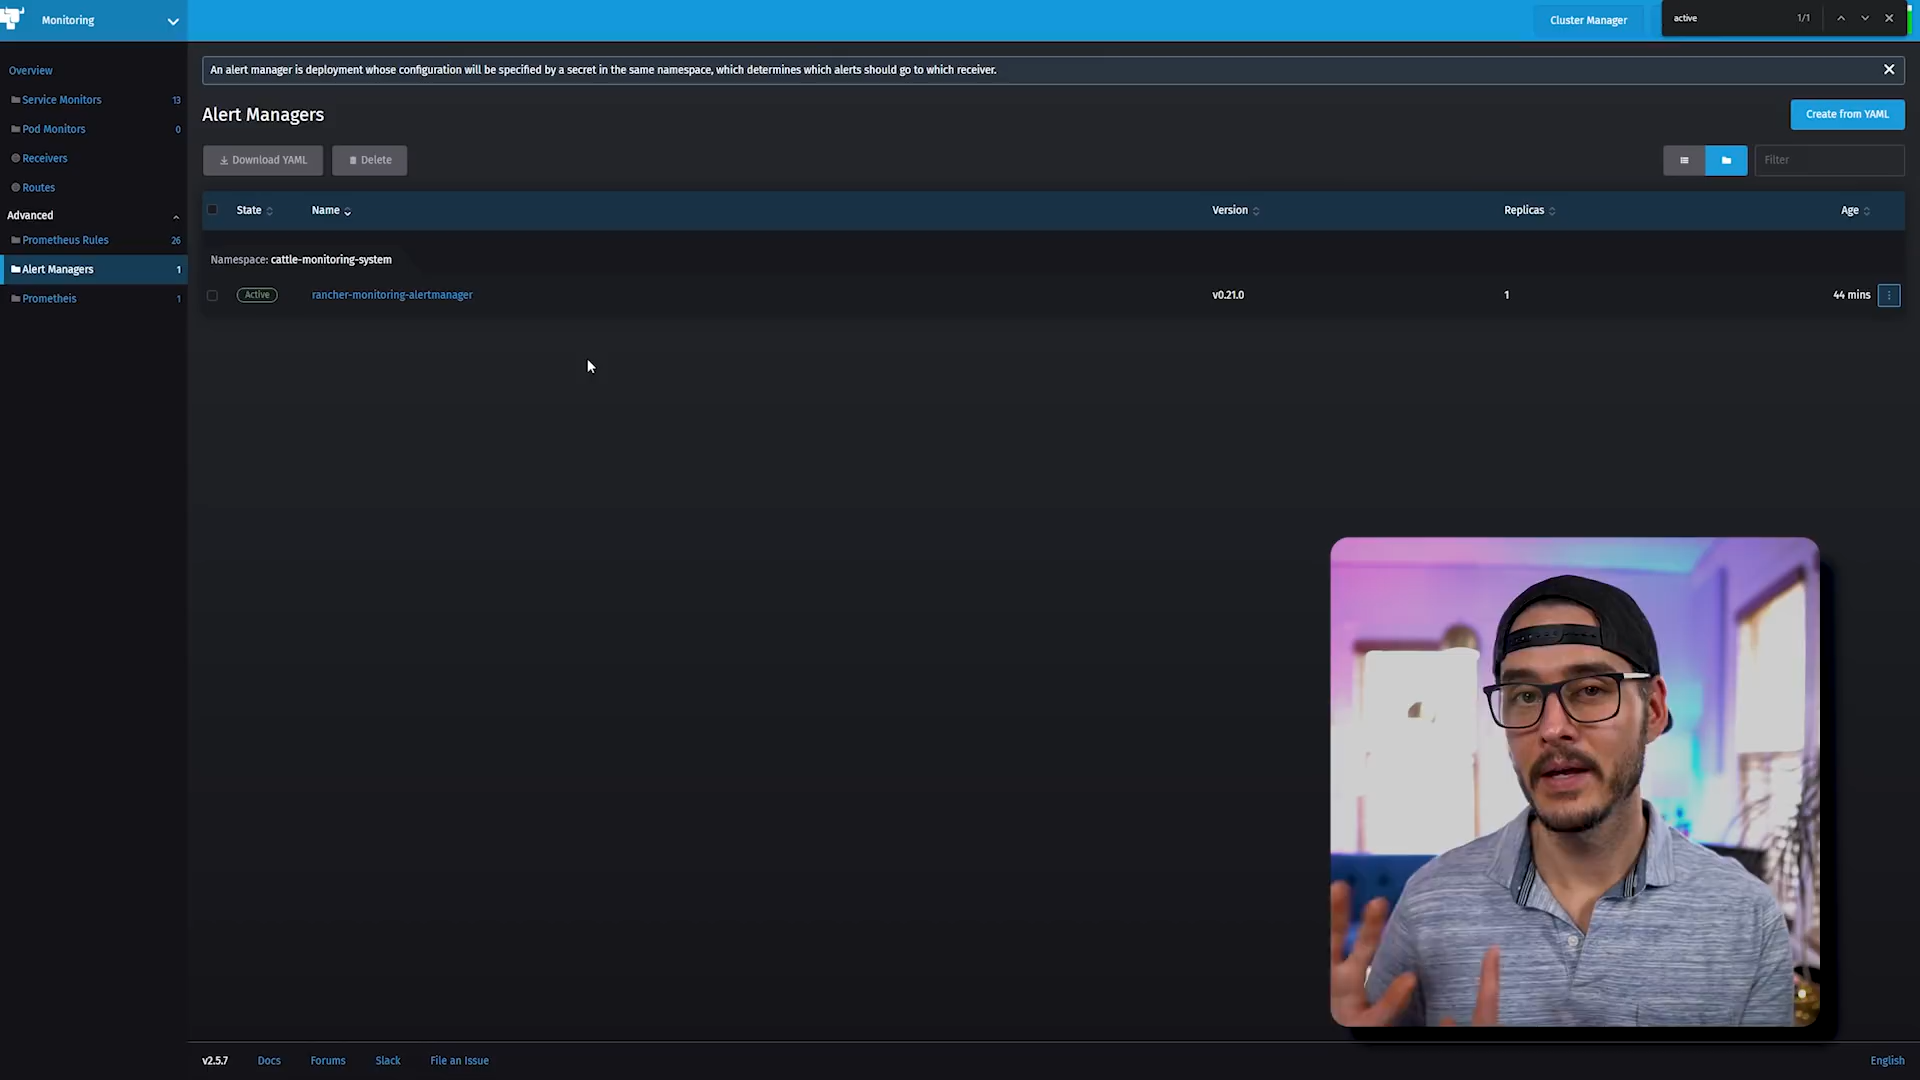 Monitoring
Cluster Manager
active
1/1
Overview
Service Monitors 13
Pod Monitors 0
Receivers
Routes
Advanced
Prometheus Rules 26
Alert Managers 1
Prometheis 1
An alert manager is deployment whose configuration will be specified by a secret in the same namespace, which determines which alerts should go to which receiver.
Alert Managers
Create from YAML
Download YAML
Delete
Filter
State Name Version Replicas Age
Namespace: cattle-monitoring-system
Active rancher-monitoring-alertmanager v0.21.0 1 44 mins
v2.5.7 Docs Forums Slack File an Issue English